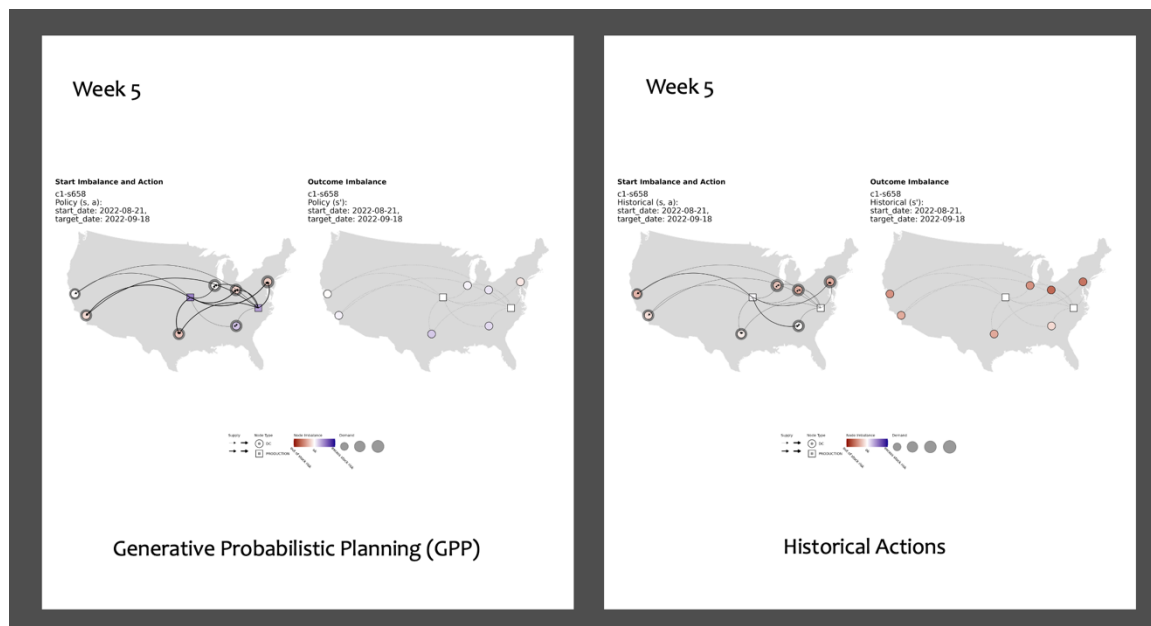 Week 5
Start Imbalance and Action
c1-s658
Policy (s, a):
start_date: 2022-08-21,
target_date: 2022-09-18
Outcome Imbalance
c1-s658
Policy (s'):
start_date: 2022-08-21,
target_date: 2022-09-18
Supply
Node Type
Node Imbalance
Demand
DC
PRODUCTION
Generative Probabilistic Planning (GPP)
Week 5
Start Imbalance and Action
c1-s658
Historical (s, a):
start_date: 2022-08-21,
target_date: 2022-09-18
Outcome Imbalance
c1-s658
Historical (s'):
start_date: 2022-08-21,
target_date: 2022-09-18
Supply
Node Type
Node Imbalance
Demand
DC
PRODUCTION
Historical Actions